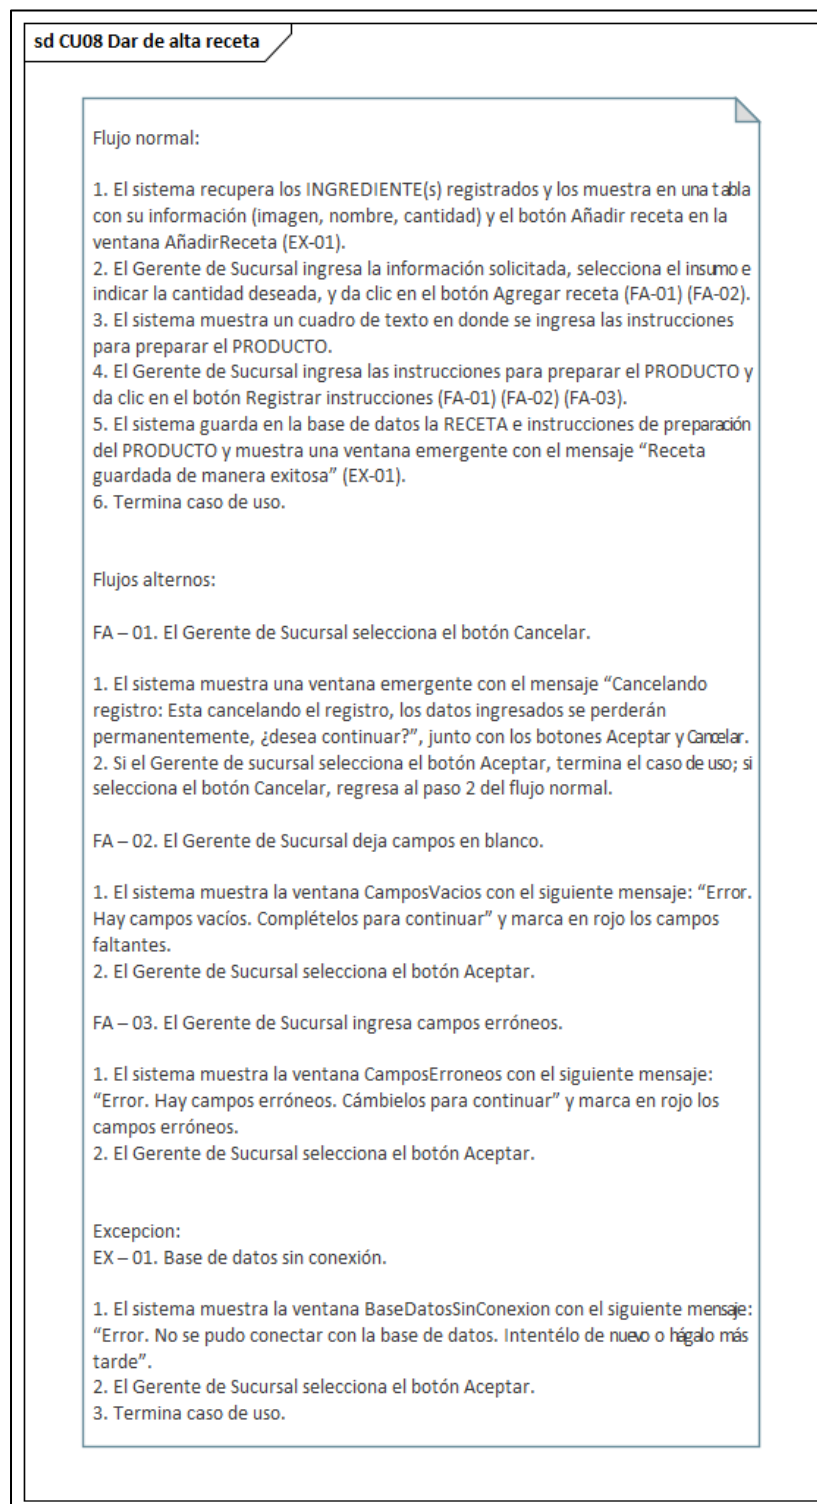 sd CU08 Dar de alta receta
Flujo normal:
1. El sistema recupera los INGREDIENTE(s) registrados y los muestra en una tabla
con su información (imagen, nombre, cantidad) y el botón Añadir receta en la
ventana AñadirReceta (EX-01).
2. El Gerente de Sucursal ingresa la información solicitada, selecciona el insumo e
indicar la cantidad deseada, y da clic en el botón Agregar receta (FA-01) (FA-02).
3. El sistema muestra un cuadro de texto en donde se ingresa las instrucciones
para preparar el PRODUCTO.
4. El Gerente de Sucursal ingresa las instrucciones para preparar el PRODUCTO y
da clic en el botón Registrar instrucciones (FA-01) (FA-02) (FA-03).
5. El sistema guarda en la base de datos la RECETA e instrucciones de preparación
del PRODUCTO y muestra una ventana emergente con el mensaje “Receta
guardada de manera exitosa” (EX-01).
6. Termina caso de uso.
Flujos alternos:
FA – 01. El Gerente de Sucursal selecciona el botón Cancelar.
1. El sistema muestra una ventana emergente con el mensaje “Cancelando
registro: Esta cancelando el registro, los datos ingresados se perderán
permanentemente, ¿desea continuar?”, junto con los botones Aceptar y Cancelar.
2. Si el Gerente de sucursal selecciona el botón Aceptar, termina el caso de uso; si
selecciona el botón Cancelar, regresa al paso 2 del flujo normal.
FA – 02. El Gerente de Sucursal deja campos en blanco.
1. El sistema muestra la ventana CamposVacios con el siguiente mensaje: “Error.
Hay campos vacíos. Complételos para continuar” y marca en rojo los campos
faltantes.
2. El Gerente de Sucursal selecciona el botón Aceptar.
FA – 03. El Gerente de Sucursal ingresa campos erróneos.
1. El sistema muestra la ventana CamposErroneos con el siguiente mensaje:
“Error. Hay campos erróneos. Cámbielos para continuar” y marca en rojo los
campos erróneos.
2. El Gerente de Sucursal selecciona el botón Aceptar.
Excepcion:
EX – 01. Base de datos sin conexión.
1. El sistema muestra la ventana BaseDatosSinConexion con el siguiente mensaje:
“Error. No se pudo conectar con la base de datos. Intentélo de nuevo o hágalo más
tarde”.
2. El Gerente de Sucursal selecciona el botón Aceptar.
3. Termina caso de uso.